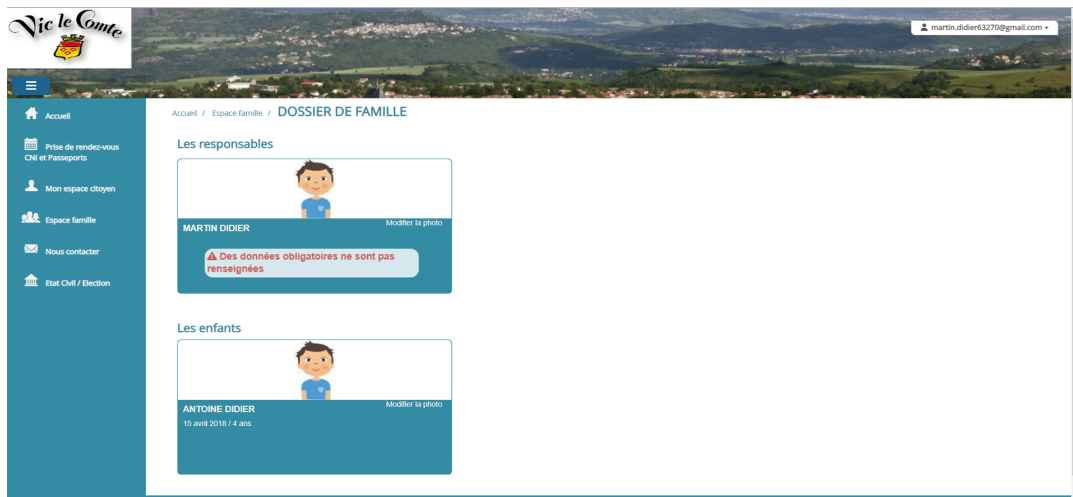 Vic le Comte
martin.didier63270@gmail.com
Accueil
Accueil / Espace famille / DOSSIER DE FAMILLE
Prise de rendez-vous
CNI et Passeports
Mon espace citoyen
Espace famille
Nous contacter
Etat Civil / Election
Les responsables
Modifier la photo
MARTIN DIDIER
Des données obligatoires ne sont pas
renseignées
Les enfants
Modifier la photo
ANTOINE DIDIER
15 avril 2018 / 4 ans